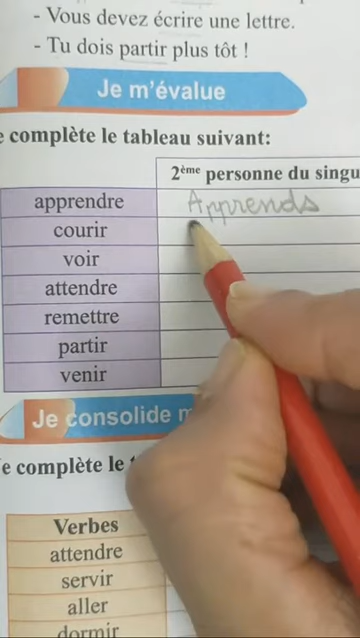 - Vous devez écrire une lettre.
- Tu dois partir plus tôt !
Je m'évalue
complète le tableau suivant:
2ème personne du singu
apprendre Apprends
courir
voir
attendre
remettre
partir
venir
Je consolide
e complète le
Verbes
attendre
servir
aller
dormir